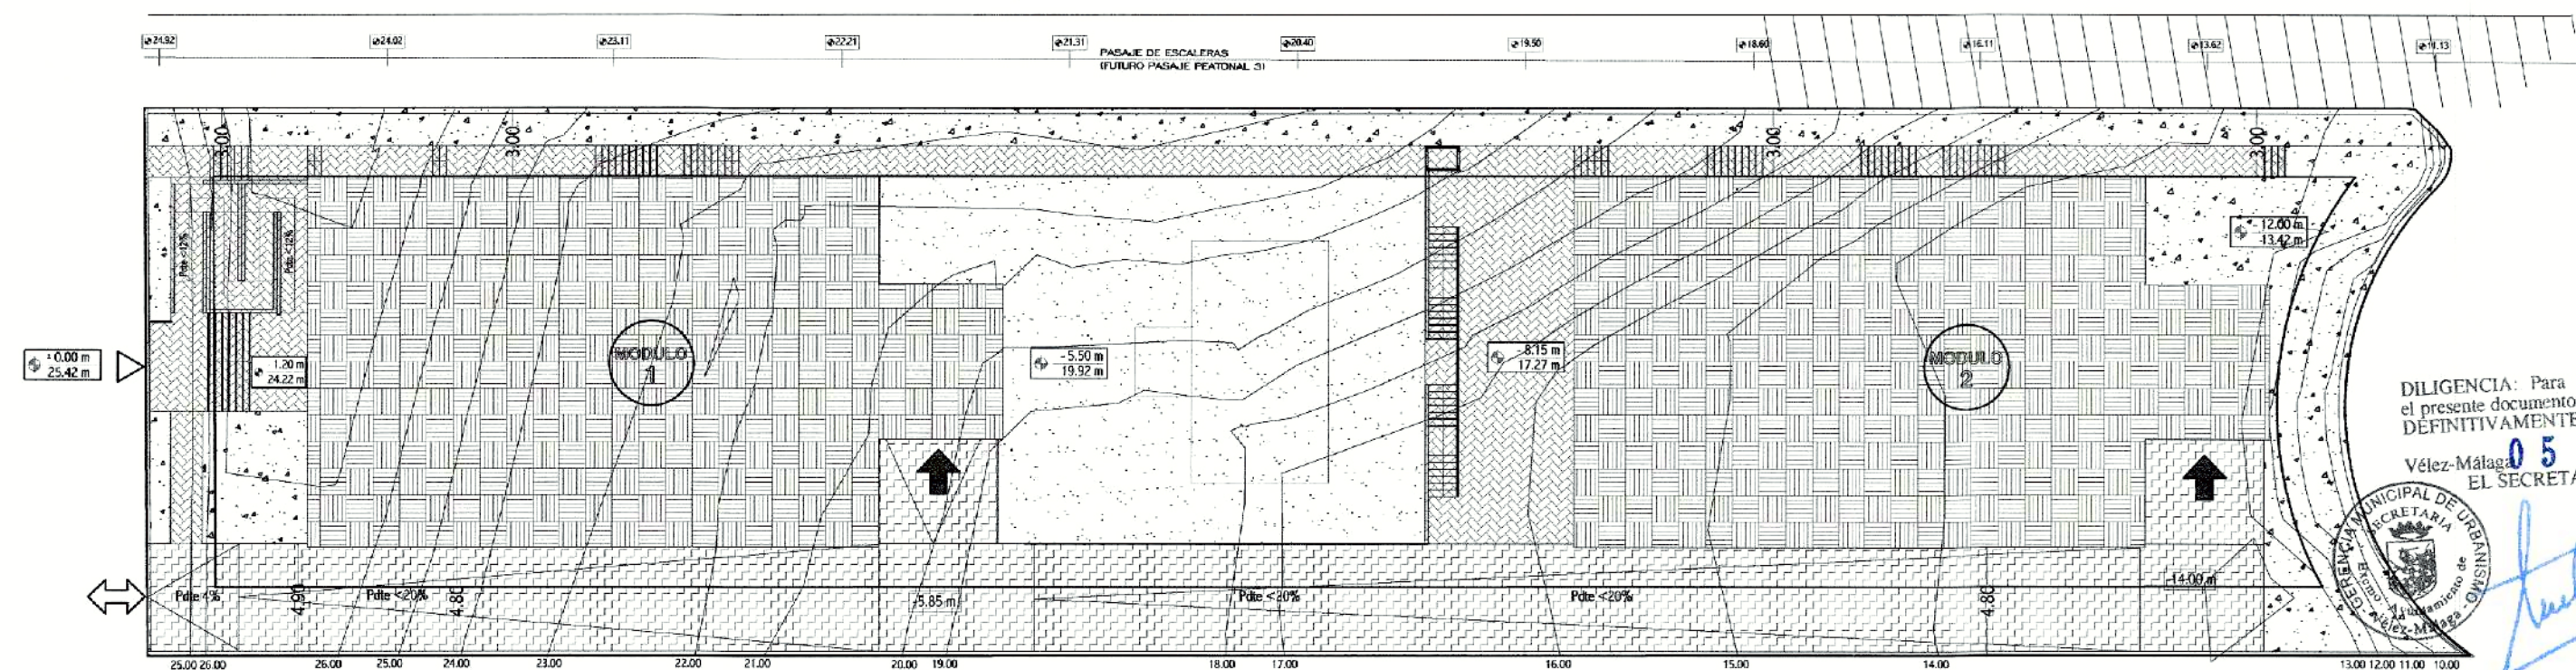 24.92
24.02
23.11
22.21
21.31
PASAJE DE ESCALERAS
(FUTURO PASAJE PEATONAL 3)
20.40
19.50
18.60
16.11
13.62
11.13
3.00
3.00
3.00
3.00
Pdte <12%
Pdte <12%
- 12.00 m
13.42 m
± 0.00 m
25.42 m
1.20 m
24.22 m
MODULO
1
-5.50 m
19.92 m
8.15 m
17.27 m
MODULO
2
DILIGENCIA: Para
el presente documento
DEFINITIVAMENTE
Vélez-Málaga 0 5
EL SECRETA
GERENCIA MUNICIPAL DE URBANISMO
SECRETARIA
Excmo. Ayuntamiento de
Vélez-Málaga
Pdte 4%
4.90
Pdte <20%
4.80
-5.85 m
Pdte <20%
Pdte <20%
4.80
-14.00 m
25.00 26.00 26.00 25.00 24.00 23.00 22.00 21.00 20.00 19.00 18.00 17.00 16.00 15.00 14.00 13.00 12.00 11.00 10.00